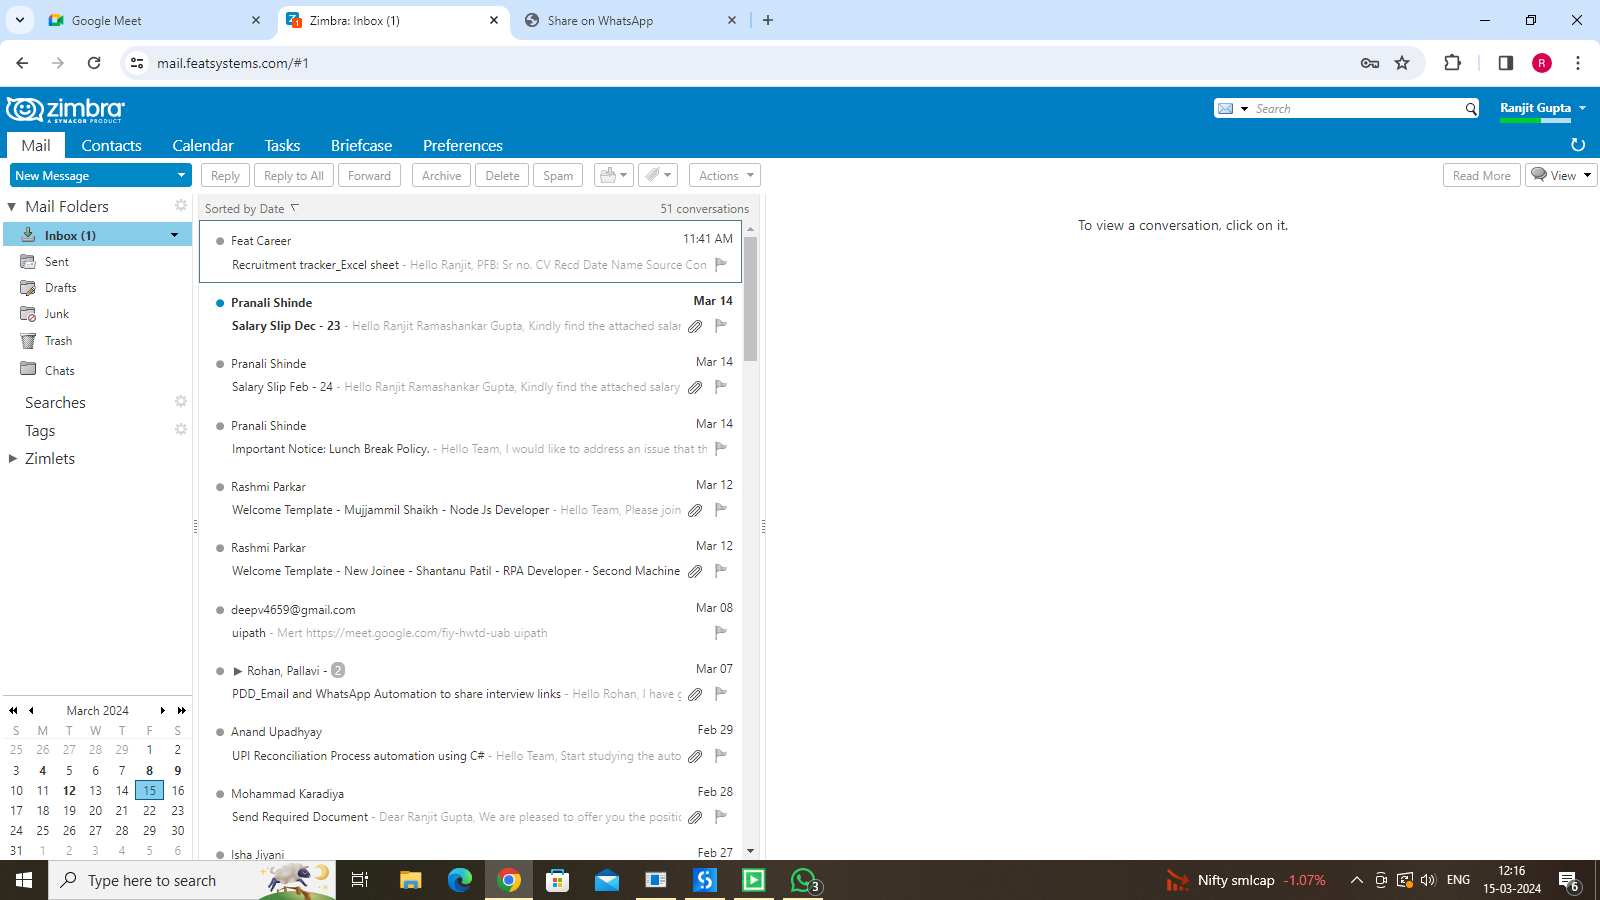 Google Meet
Zimbra: Inbox (1)
Share on WhatsApp
mail.featsystems.com/#1
R
zimbra
A SYNACOR PRODUCT
Search
Ranjit Gupta
Mail
Contacts
Calendar
Tasks
Briefcase
Preferences
New Message
Reply
Reply to All
Forward
Archive
Delete
Spam
Actions
Read More
View
Mail Folders
Inbox (1)
Sent
Drafts
Junk
Trash
Chats
Searches
Tags
Zimlets
Sorted by Date
51 conversations
Feat Career 11:41 AM
Recruitment tracker_Excel sheet - Hello Ranjit, PFB: Sr no. CV Recd Date Name Source Con
Pranali Shinde Mar 14
Salary Slip Dec - 23 - Hello Ranjit Ramashankar Gupta, Kindly find the attached salar
Pranali Shinde Mar 14
Salary Slip Feb - 24 - Hello Ranjit Ramashankar Gupta, Kindly find the attached salary
Pranali Shinde Mar 14
Important Notice: Lunch Break Policy. - Hello Team, I would like to address an issue that th
Rashmi Parkar Mar 12
Welcome Template - Mujjammil Shaikh - Node Js Developer - Hello Team, Please join
Rashmi Parkar Mar 12
Welcome Template - New Joinee - Shantanu Patil - RPA Developer - Second Machine
deepv4659@gmail.com Mar 08
uipath - Mert https://meet.google.com/fiy-hwtd-uab uipath
Rohan, Pallavi - 2 Mar 07
PDD_Email and WhatsApp Automation to share interview links - Hello Rohan, I have g
Anand Upadhyay Feb 29
UPI Reconciliation Process automation using C# - Hello Team, Start studying the auto
Mohammad Karadiya Feb 28
Send Required Document - Dear Ranjit Gupta, We are pleased to offer you the positic
Isha Jiyani Feb 27
To view a conversation, click on it.
March 2024
S M T W T F S
25 26 27 28 29 1 2
3 4 5 6 7 8 9
10 11 12 13 14 15 16
17 18 19 20 21 22 23
24 25 26 27 28 29 30
31 1 2 3 4 5 6
Type here to search
3
Nifty smlcap -1.07%
ENG
12:16
15-03-2024
6